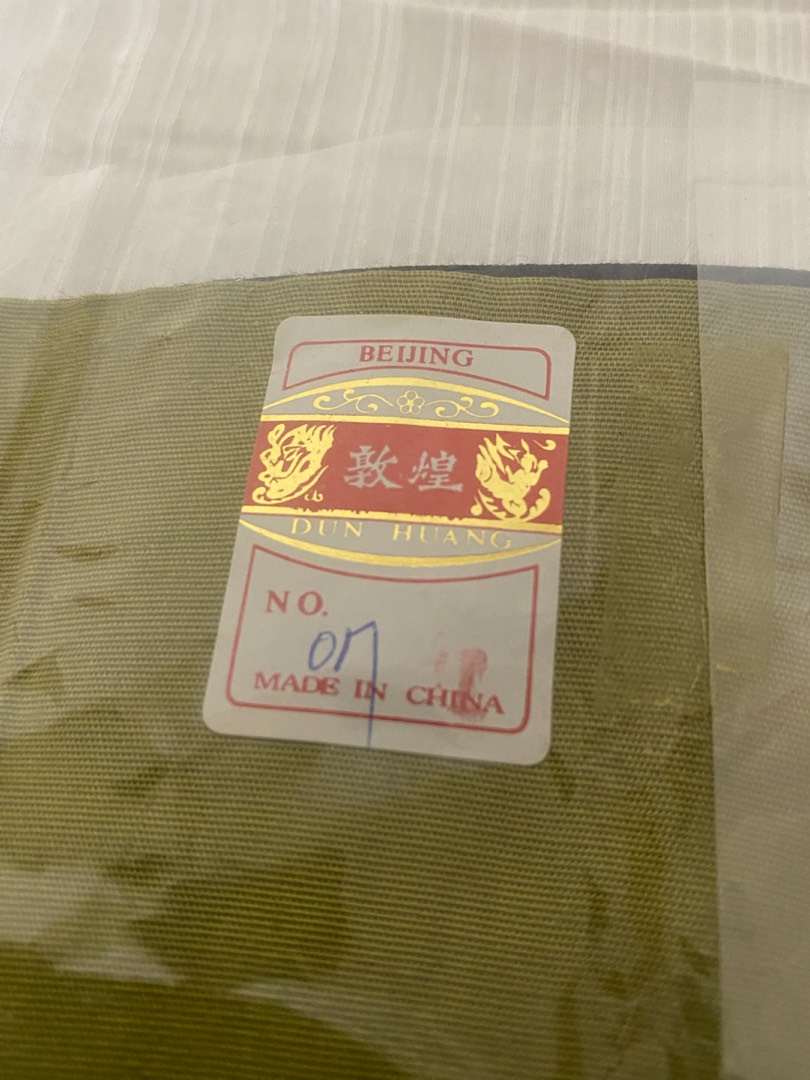 BEIJING
敦煌
DUN HUANG
NO.
07
MADE IN CHINA